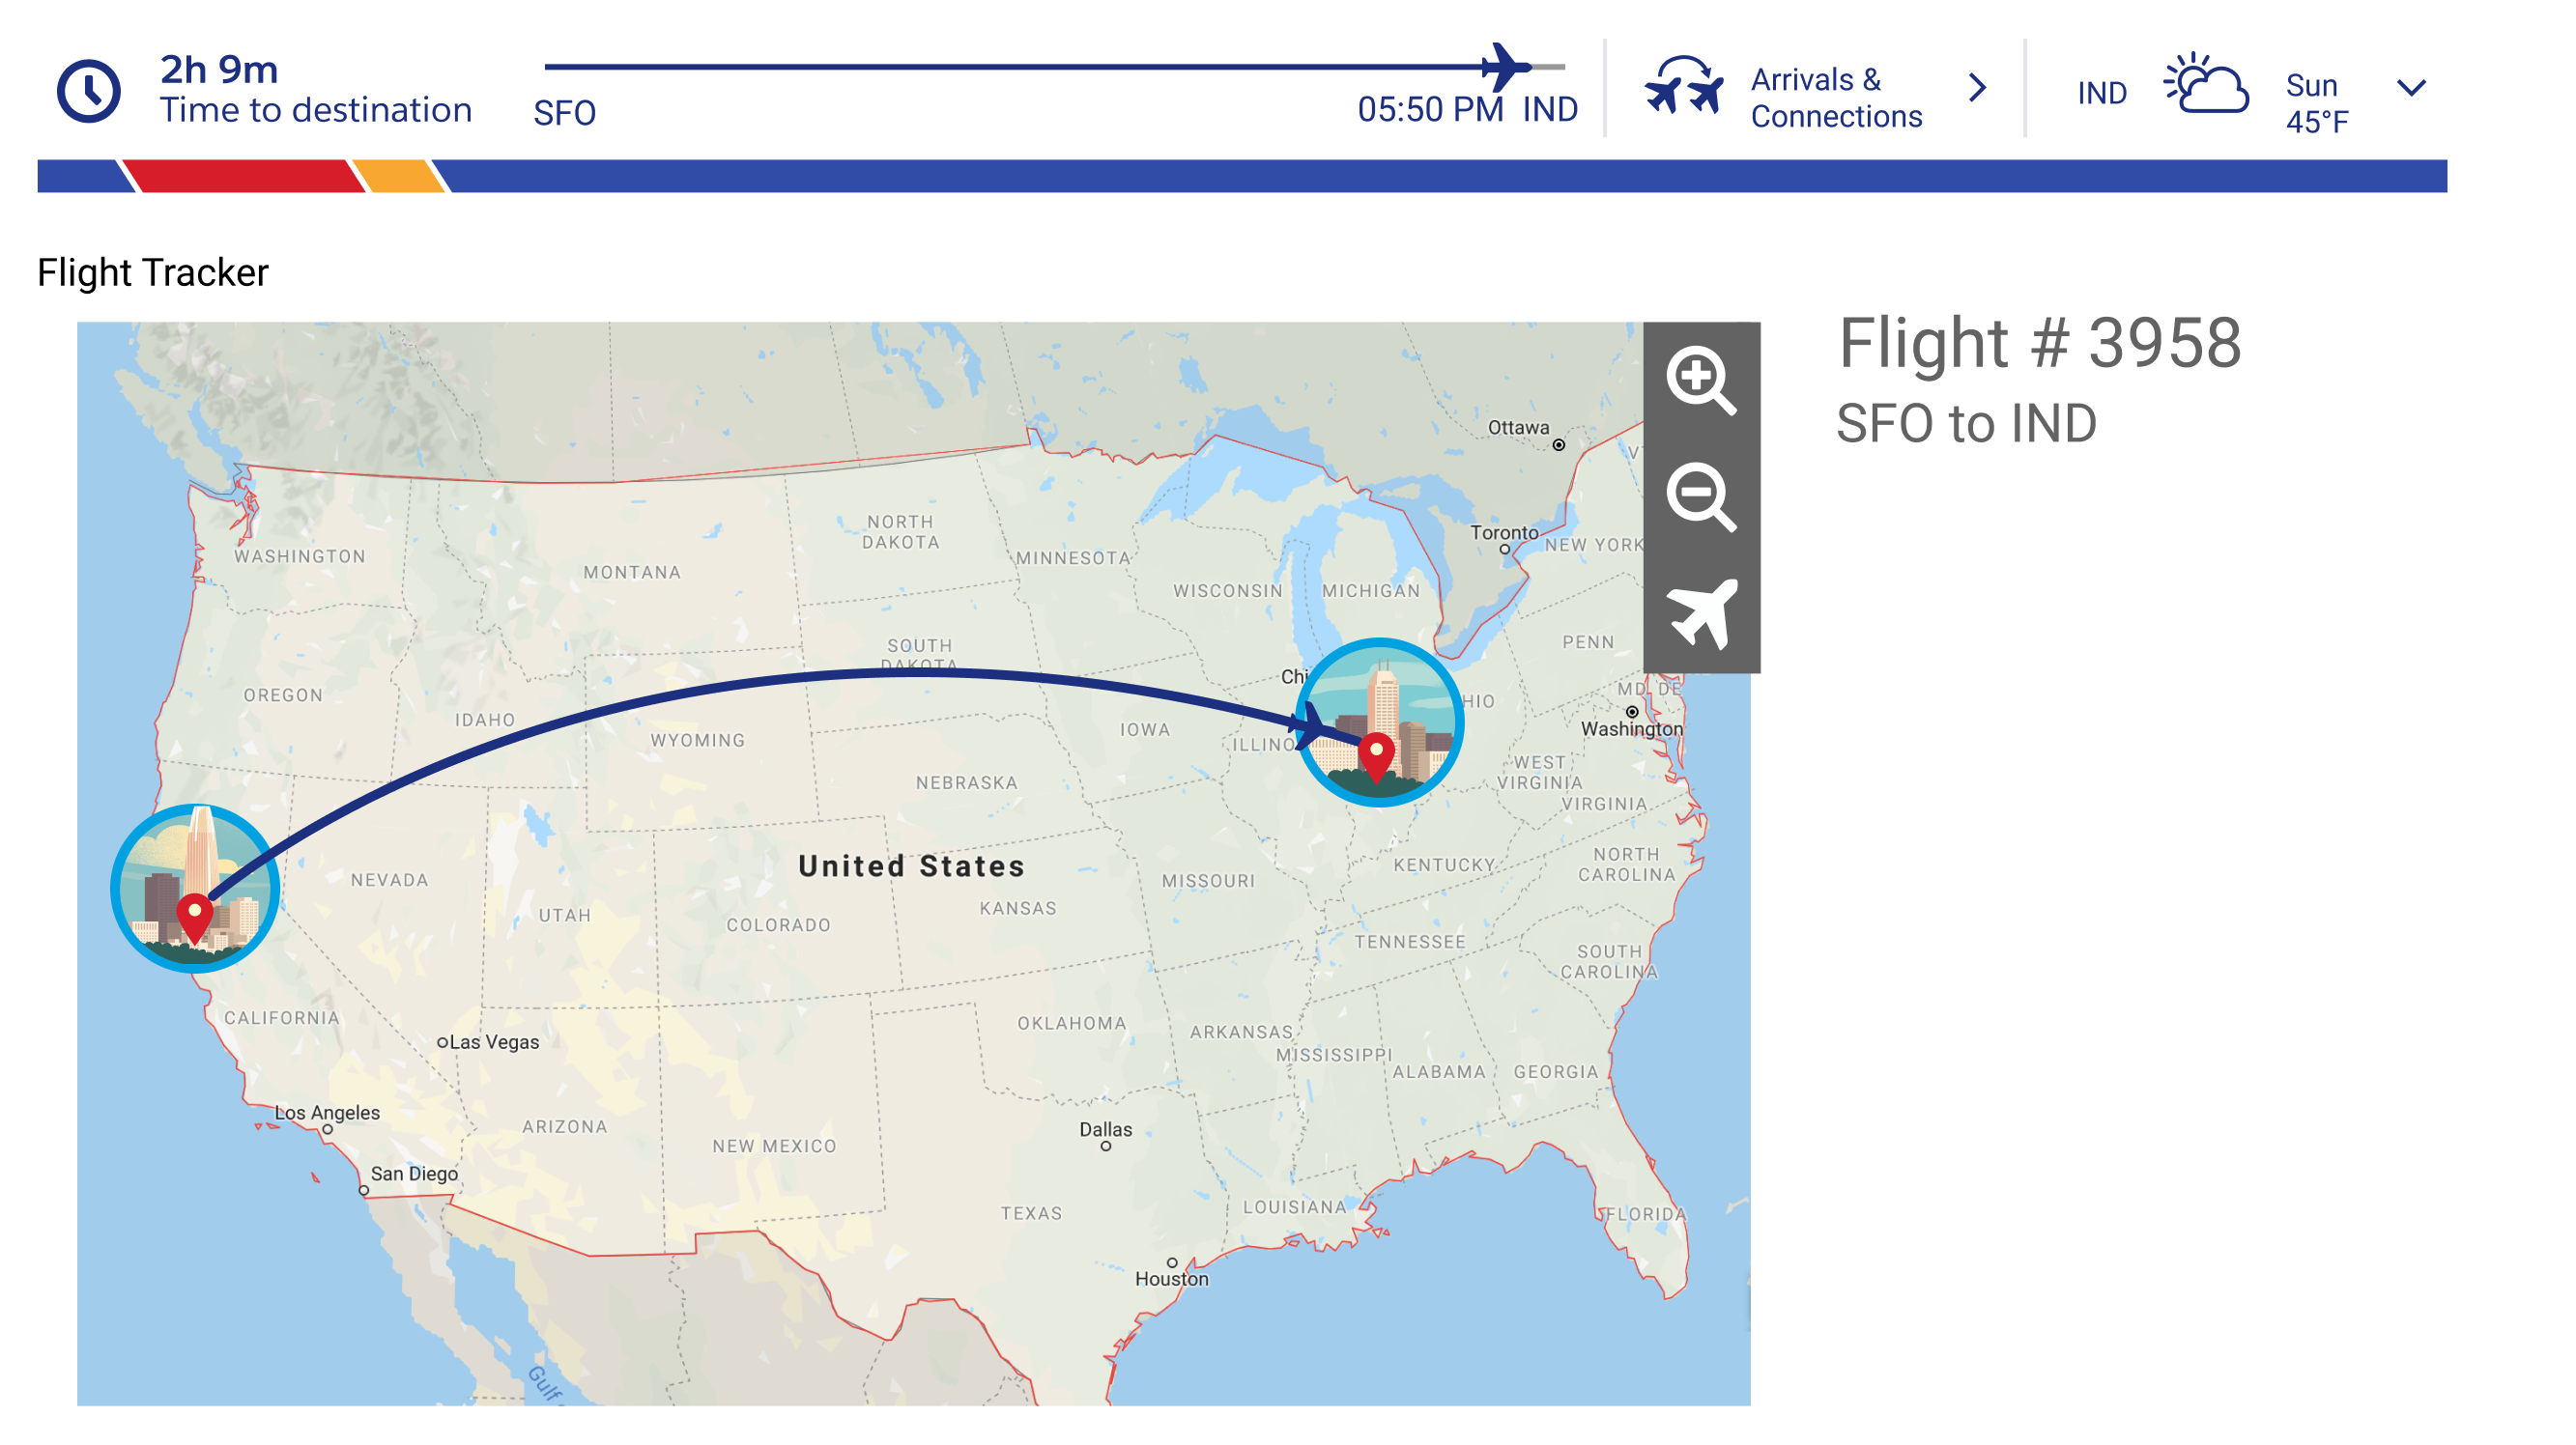 2h 9m
Time to destination
SFO
05:50 PM IND
Arrivals &
Connections
IND
Sun
45°F
Flight Tracker
Flight # 3958
SFO to IND
Ottawa
Toronto
NEW YORK
WASHINGTON
MONTANA
NORTH
DAKOTA
MINNESOTA
WISCONSIN
MICHIGAN
SOUTH
DAKOTA
PENN
OREGON
IDAHO
WYOMING
IOWA
Chi
ILLINO
HIO
MD
DE
Washington
NEBRASKA
WEST
VIRGINIA
VIRGINIA
United States
NEVADA
UTAH
COLORADO
KANSAS
MISSOURI
KENTUCKY
NORTH
CAROLINA
TENNESSEE
SOUTH
CAROLINA
CALIFORNIA
Las Vegas
OKLAHOMA
ARKANSAS
MISSISSIPPI
ALABAMA
GEORGIA
Los Angeles
ARIZONA
NEW MEXICO
Dallas
San Diego
TEXAS
LOUISIANA
FLORIDA
Houston
Gulf